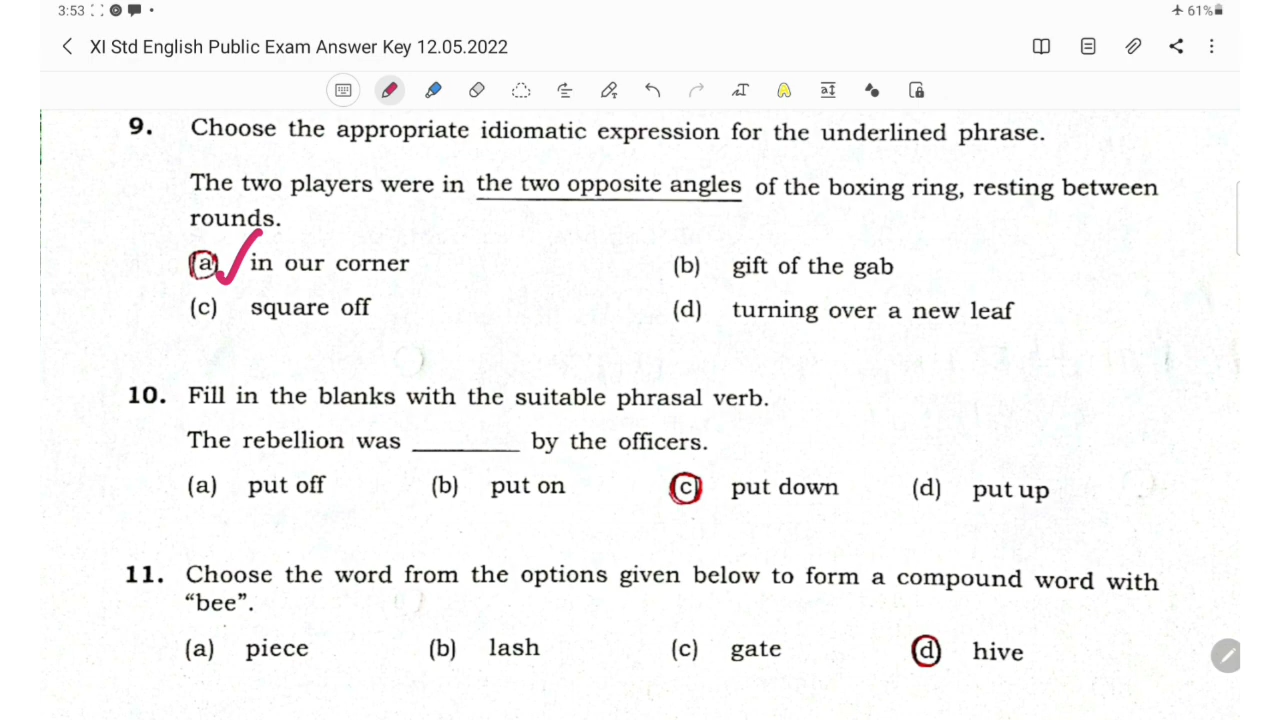 3:53
61%
XI Std English Public Exam Answer Key 12.05.2022
9. Choose the appropriate idiomatic expression for the underlined phrase.
The two players were in the two opposite angles of the boxing ring, resting between
rounds.
(a) in our corner (b) gift of the gab
(c) square off (d) turning over a new leaf
10. Fill in the blanks with the suitable phrasal verb.
The rebellion was ________ by the officers.
(a) put off (b) put on (c) put down (d) put up
11. Choose the word from the options given below to form a compound word with
“bee”.
(a) piece (b) lash (c) gate (d) hive